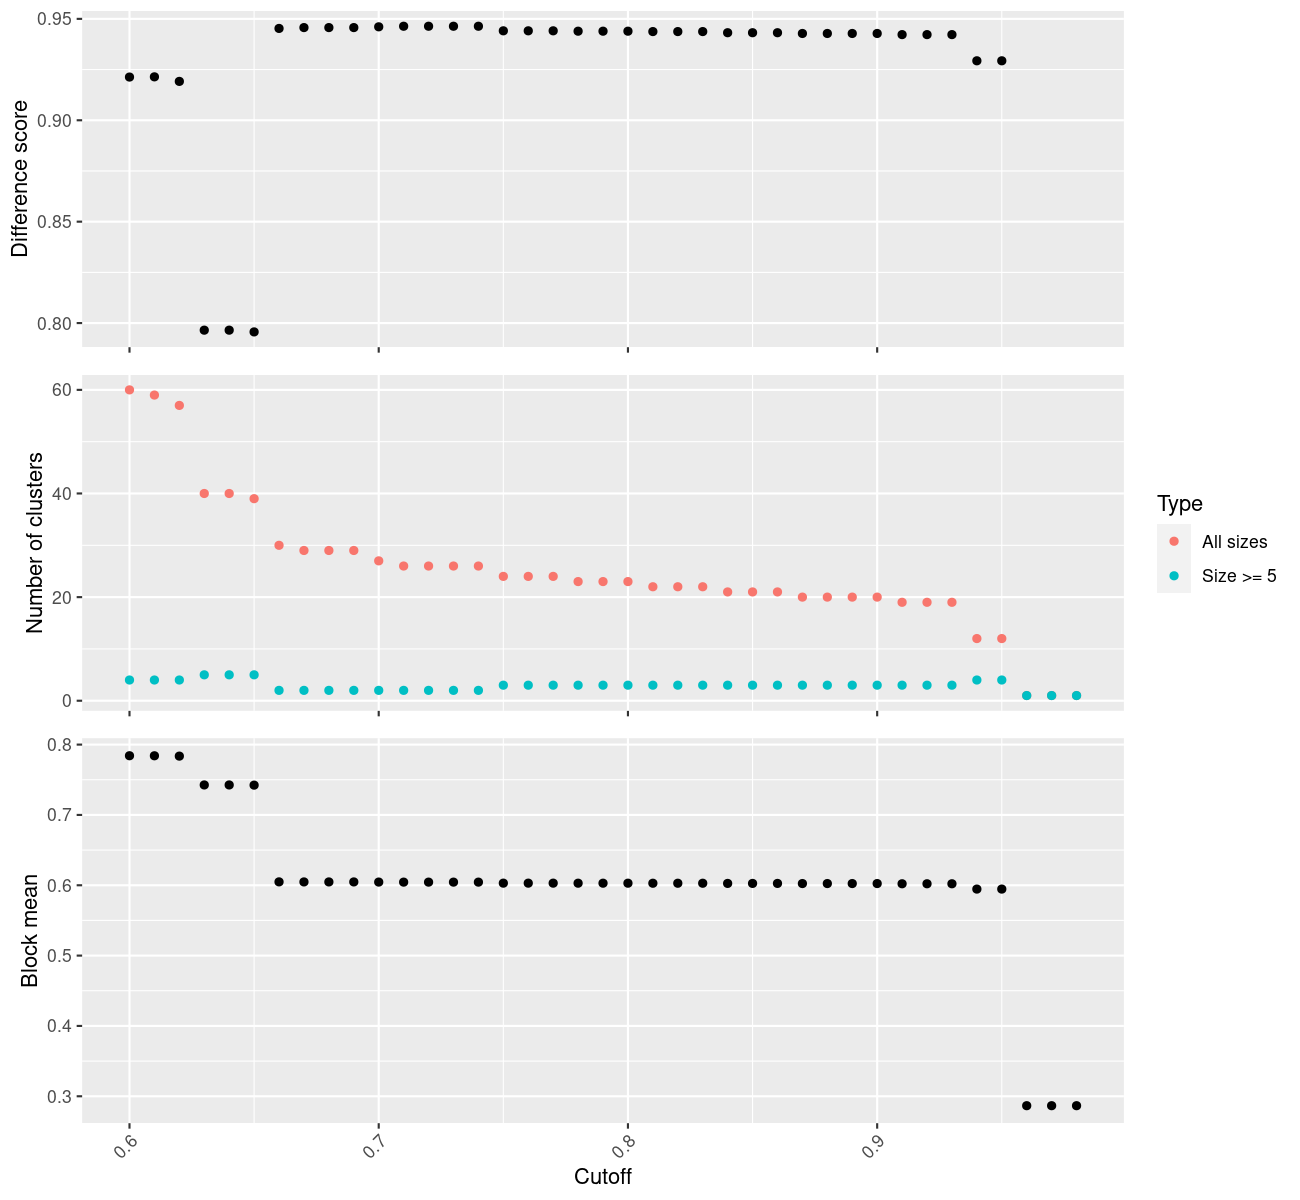 Difference score
0.95
0.90
0.85
0.80
Number of clusters
60
40
20
0
Type
All sizes
Size >= 5
Block mean
0.8
0.7
0.6
0.5
0.4
0.3
0.6 0.7 0.8 0.9
Cutoff